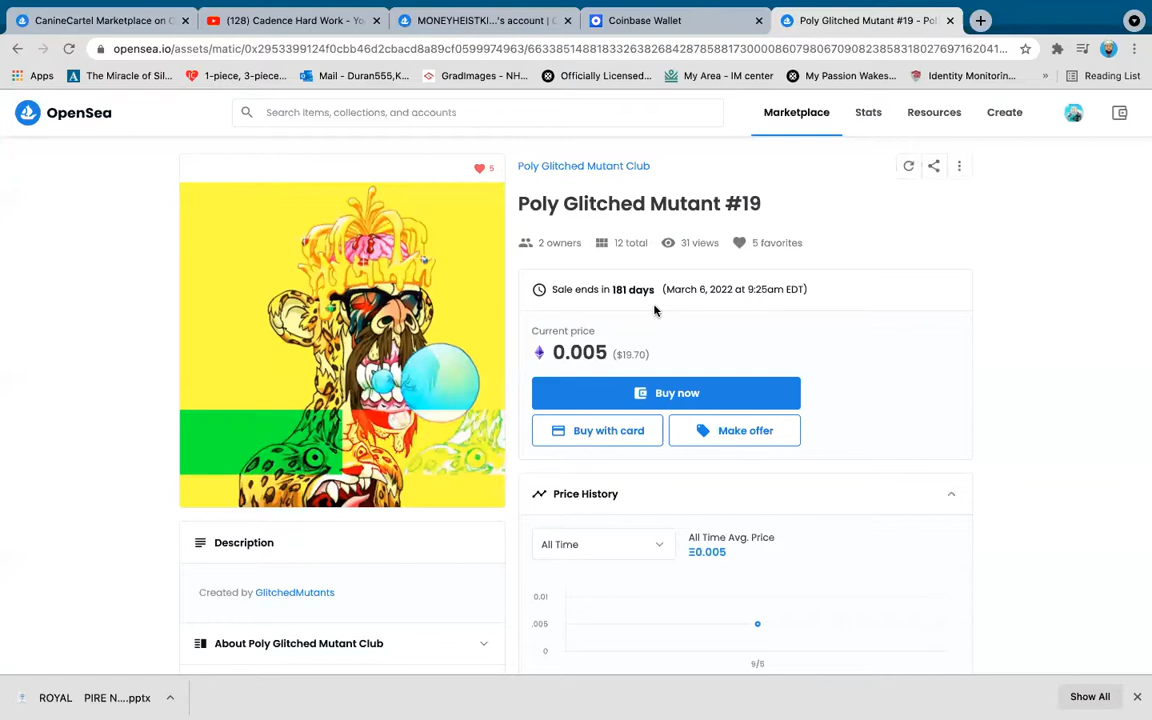 CanineCartel Marketplace on O
(128) Cadence Hard Work - Yo
MONEYHEISTKI...'s account | O
Coinbase Wallet
Poly Glitched Mutant #19 - Pol
opensea.io/assets/matic/0x2953399124f0cbb46d2cbacd8a89cf0599974963/
Apps
The Miracle of Sil...
1-piece, 3-piece...
Mail - Duran555,K...
GradImages - NH...
Officially Licensed...
My Area - IM center
My Passion Wakes...
Identity Monitorin...
»
Reading List
OpenSea
Search items, collections, and accounts
Marketplace
Stats
Resources
Create
5
Poly Glitched Mutant Club
Poly Glitched Mutant #19
2 owners
12 total
31 views
5 favorites
Sale ends in 181 days (March 6, 2022 at 9:25am EDT)
Current price
0.005 ($19.70)
Buy now
Buy with card
Make offer
Price History
All Time
All Time Avg. Price
Ξ0.005
0.01
.005
0
9/5
Description
Created by GlitchedMutants
About Poly Glitched Mutant Club
ROYAL PIRE N....pptx
Show All